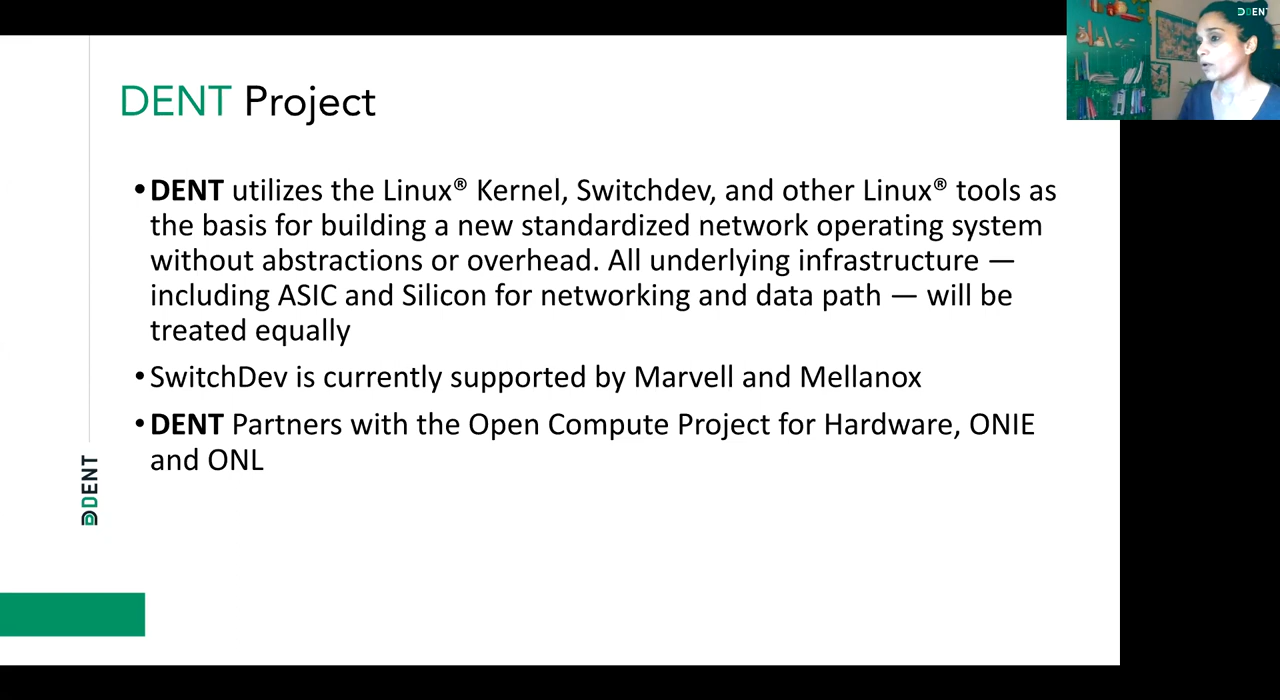 DENT
DENT Project
• DENT utilizes the Linux® Kernel, Switchdev, and other Linux® tools as
the basis for building a new standardized network operating system
without abstractions or overhead. All underlying infrastructure —
including ASIC and Silicon for networking and data path — will be
treated equally
• SwitchDev is currently supported by Marvell and Mellanox
• DENT Partners with the Open Compute Project for Hardware, ONIE
and ONL
DENT